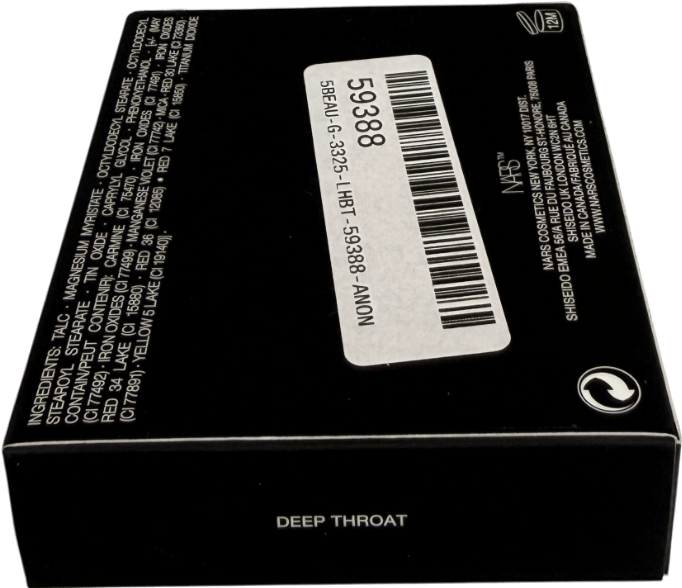 INGREDIENTS: TALC · MAGNESIUM MYRISTATE · OCTYLDODECYL STEARATE · OCTYLDODECYL
STEAROYL STEARATE · TIN OXIDE · CAPRYLYL GLYCOL · PHENOXYETHANOL · [+/- (MAY
CONTAIN/PEUT CONTENIR): CARMINE (CI 75470) · IRON OXIDES (CI 77491) · IRON OXIDES
(CI 77492) · IRON OXIDES (CI 77499) · MANGANESE VIOLET (CI 77742) · MICA · RED 30 LAKE (CI 73360) ·
RED 34 LAKE (CI 15880) · RED 36 (CI 12085) • RED 7 LAKE (CI 15850) · TITANIUM DIOXIDE
(CI 77891) · YELLOW 5 LAKE (CI 19140)].
59388
5BEAU-G-3325-LHBT-59388-ANON
12M
NARS™
NARS COSMETICS NEW YORK, NY 10017 DIST.
SHISEIDO EMEA 56/A RUE DU FAUBOURG ST-HONORE, 75008 PARIS
SHISEIDO UK LONDON WC2N 6HT
MADE IN CANADA/FABRIQUÉ AU CANADA
WWW.NARSCOSMETICS.COM
DEEP THROAT